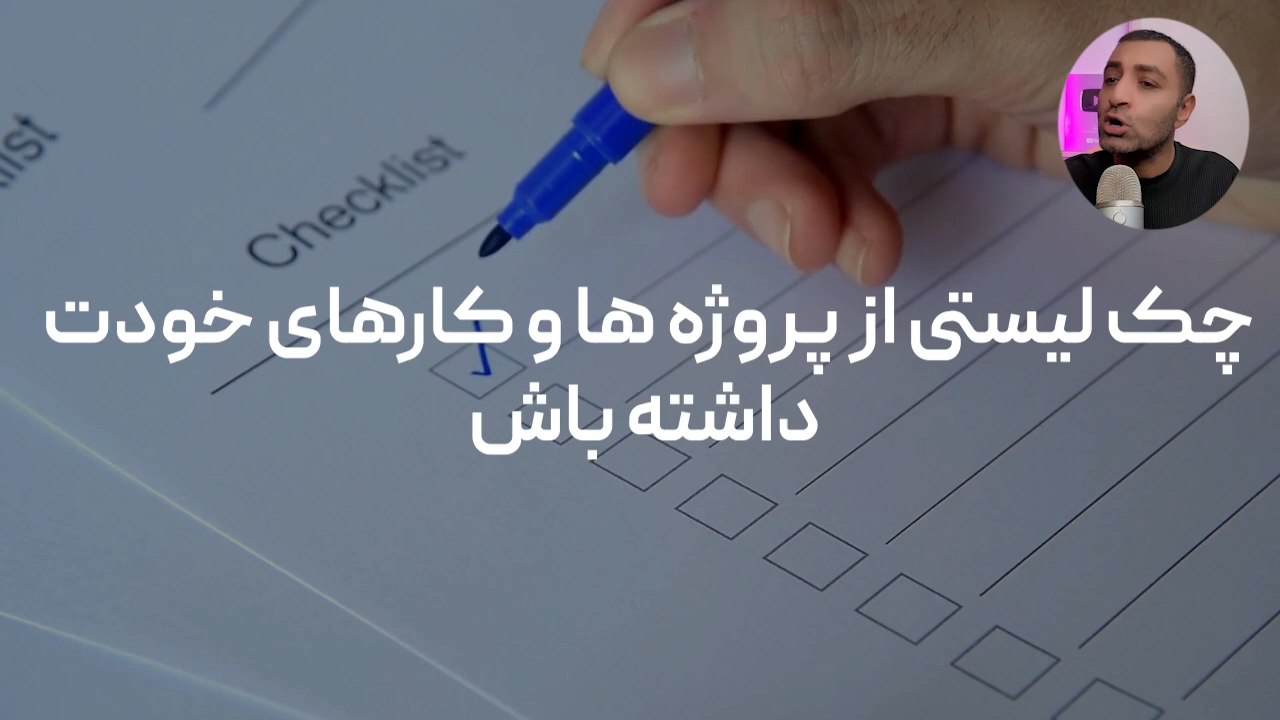 Checklist
چک لیستی از پروژه ها و کارهای خودت
داشته باش